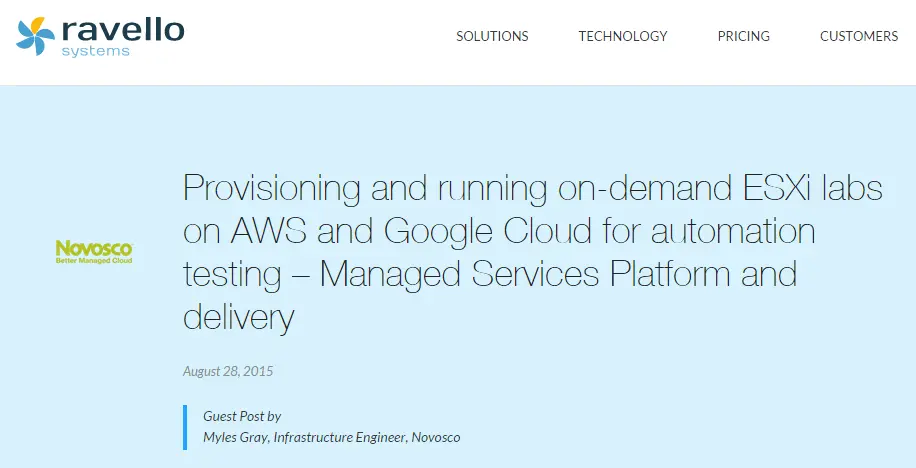 ravello
systems
SOLUTIONS
TECHNOLOGY
PRICING
CUSTOMERS
Novosco
Better Managed Cloud
Provisioning and running on-demand ESXi labs
on AWS and Google Cloud for automation
testing – Managed Services Platform and
delivery
August 28, 2015
Guest Post by
Myles Gray, Infrastructure Engineer, Novosco